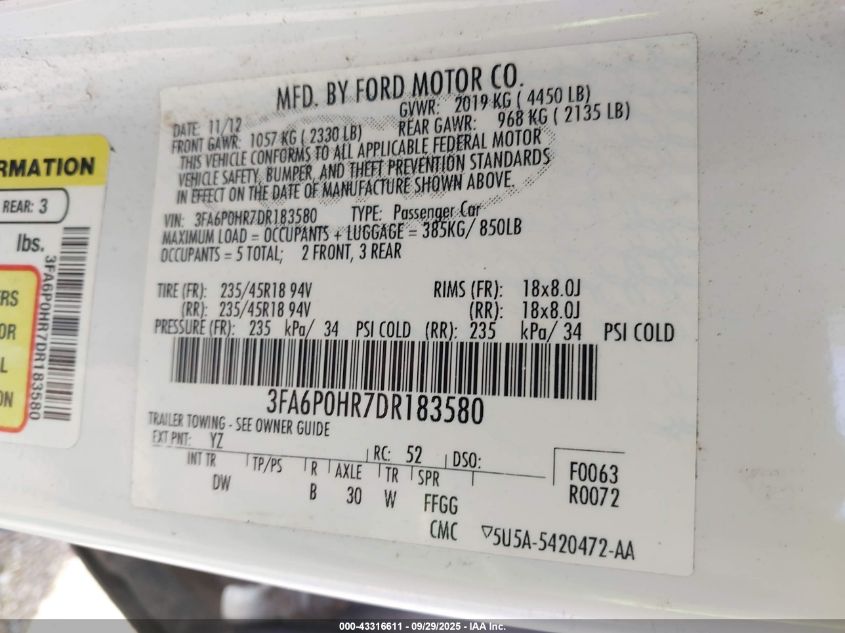 MFD. BY FORD MOTOR CO.
DATE: 11/12 GVWR: 2019 KG ( 4450 LB)
FRONT GAWR: 1057 KG ( 2330 LB) REAR GAWR: 968 KG ( 2135 LB)
THIS VEHICLE CONFORMS TO ALL APPLICABLE FEDERAL MOTOR
VEHICLE SAFETY, BUMPER, AND THEFT PREVENTION STANDARDS
IN EFFECT ON THE DATE OF MANUFACTURE SHOWN ABOVE.
VIN: 3FA6P0HR7DR183580 TYPE: Passenger Car
MAXIMUM LOAD = OCCUPANTS + LUGGAGE = 385KG/ 850LB
OCCUPANTS = 5 TOTAL; 2 FRONT, 3 REAR
TIRE (FR): 235/45R18 94V RIMS (FR): 18x8.0J
(RR): 235/45R18 94V (RR): 18x8.0J
PRESSURE (FR): 235 kPa/ 34 PSI COLD (RR): 235 kPa/ 34 PSI COLD
3FA6P0HR7DR183580
TRAILER TOWING - SEE OWNER GUIDE
EXT PNT: YZ RC: 52 DSO:
INT TR TP/PS R AXLE TR SPR F0063
DW B 30 W FFGG R0072
CMC ▽5U5A-5420472-AA
RMATION
REAR: 3
lbs.
ERS
OR
L
ON
3FA6P0HR7DR183580
000-43316611 / 09/29/2025 / IAA Inc.